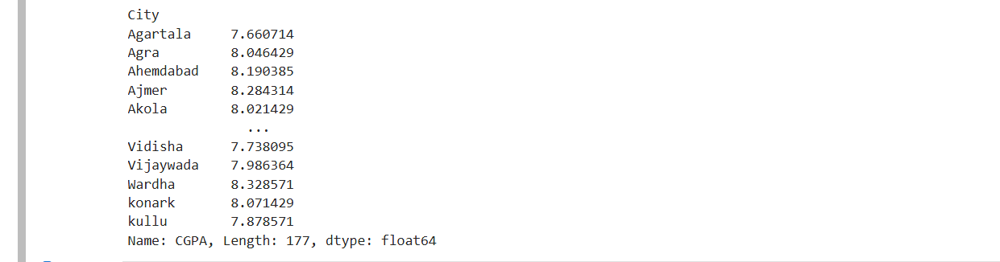 City
Agartala 7.660714
Agra 8.046429
Ahemdabad 8.190385
Ajmer 8.284314
Akola 8.021429
...
Vidisha 7.738095
Vijaywada 7.986364
Wardha 8.328571
konark 8.071429
kullu 7.878571
Name: CGPA, Length: 177, dtype: float64